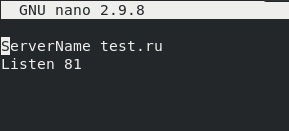 GNU nano 2.9.8
ServerName test.ru
Listen 81